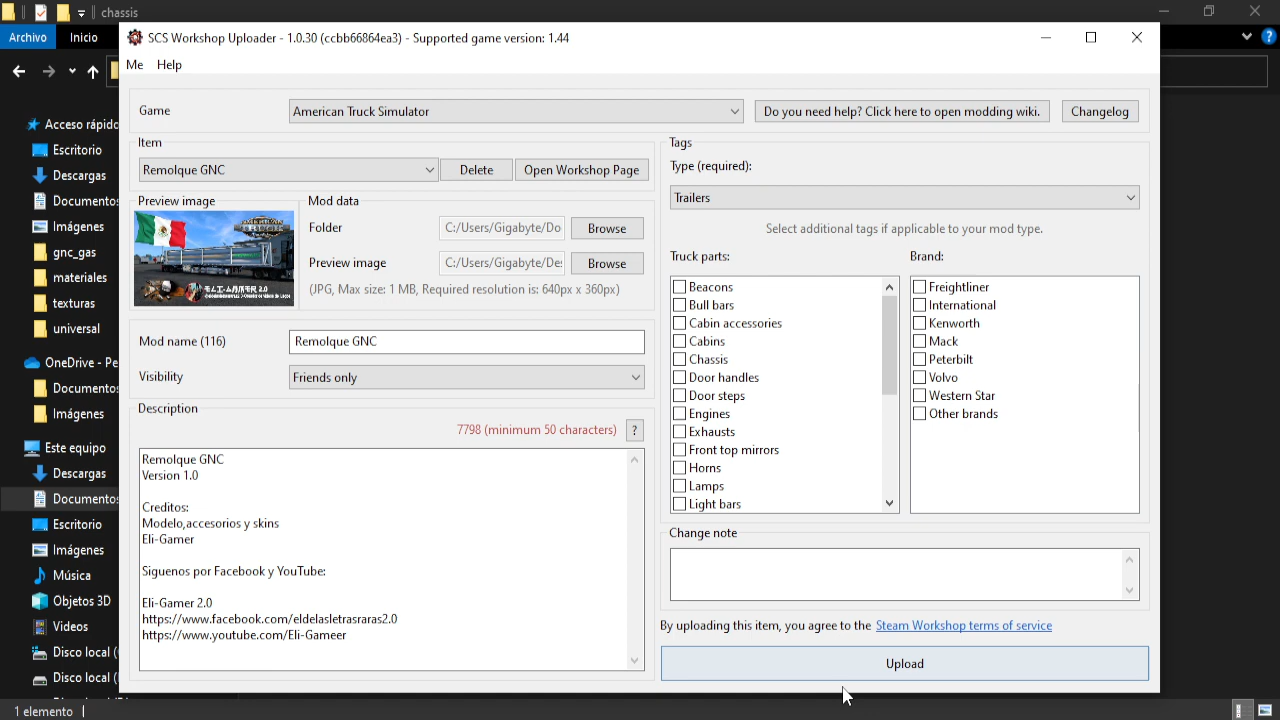 chassis
Archivo
Inicio
Acceso rápido
Escritorio
Descargas
Documentos
Imágenes
gnc_gas
materiales
texturas
universal
OneDrive - Pe
Documentos
Imágenes
Este equipo
Descargas
Documentos
Escritorio
Imágenes
Música
Objetos 3D
Videos
Disco local (
Disco local (
1 elemento
SCS Workshop Uploader - 1.0.30 (ccbb66864ea3) - Supported game version: 1.44
Me Help
Game
American Truck Simulator
Do you need help? Click here to open modding wiki.
Changelog
Item
Remolque GNC
Delete
Open Workshop Page
Preview image
Mod data
Folder
C:/Users/Gigabyte/Do
Browse
Preview image
C:/Users/Gigabyte/De
Browse
(JPG, Max size: 1 MB, Required resolution is: 640px x 360px)
Mod name (116)
Remolque GNC
Visibility
Friends only
Description
7798 (minimum 50 characters)
?
Remolque GNC
Version 1.0
Creditos:
Modelo,accesorios y skins
Eli-Gamer
Siguenos por Facebook y YouTube:
Eli-Gamer 2.0
https://www.facebook.com/eldelasletrasraras2.0
https://www.youtube.com/Eli-Gameer
Tags
Type (required):
Trailers
Select additional tags if applicable to your mod type.
Truck parts:
Beacons
Bull bars
Cabin accessories
Cabins
Chassis
Door handles
Door steps
Engines
Exhausts
Front top mirrors
Horns
Lamps
Light bars
Brand:
Freightliner
International
Kenworth
Mack
Peterbilt
Volvo
Western Star
Other brands
Change note
By uploading this item, you agree to the Steam Workshop terms of service
Upload